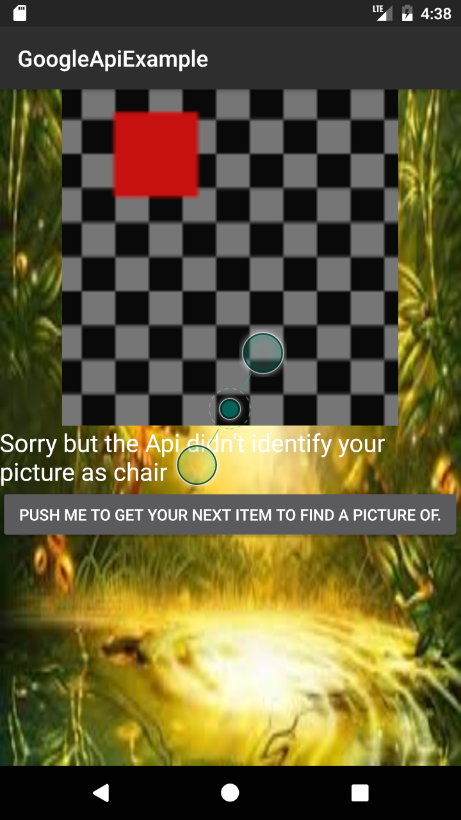 LTE 4:38
GoogleApiExample
Sorry but the Api didn't identify your
picture as chair
PUSH ME TO GET YOUR NEXT ITEM TO FIND A PICTURE OF.